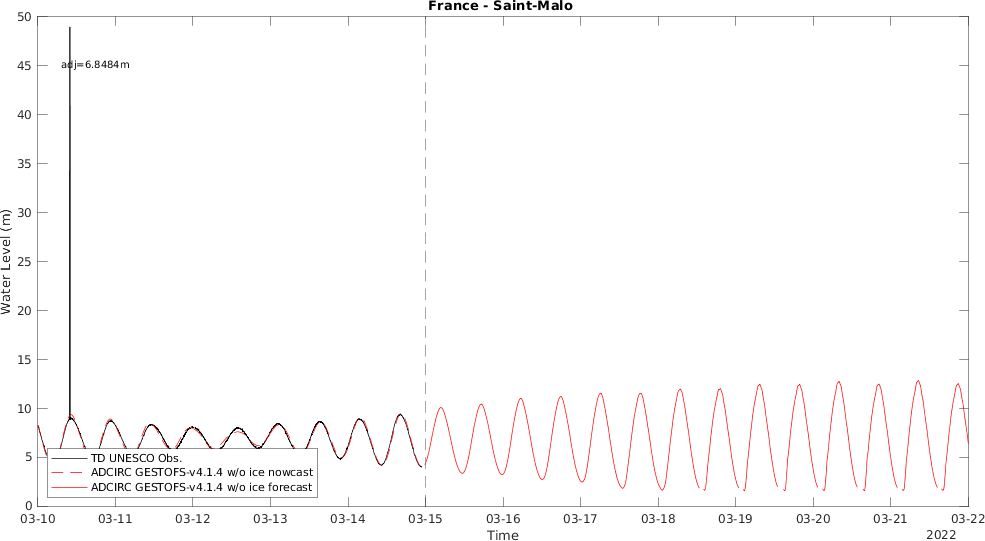 France - Saint-Malo
50
45
40
35
30
25
20
15
10
5
0
Water Level (m)
adj=6.8484m
TD UNESCO Obs.
ADCIRC GESTOFS-v4.1.4 w/o ice nowcast
ADCIRC GESTOFS-v4.1.4 w/o ice forecast
03-10 03-11 03-12 03-13 03-14 03-15 03-16 03-17 03-18 03-19 03-20 03-21 03-22
Time
2022